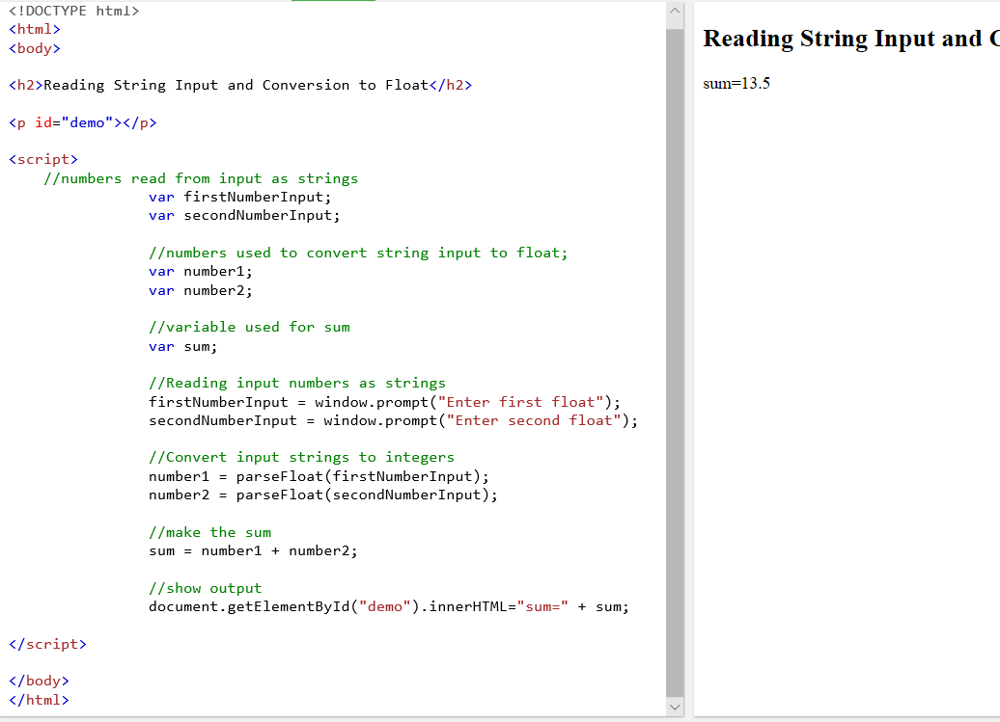 <!DOCTYPE html>
<html>
<body>
<h2>Reading String Input and Conversion to Float</h2>
<p id="demo"></p>
<script>
//numbers read from input as strings
var firstNumberInput;
var secondNumberInput;
//numbers used to convert string input to float;
var number1;
var number2;
//variable used for sum
var sum;
//Reading input numbers as strings
firstNumberInput = window.prompt("Enter first float");
secondNumberInput = window.prompt("Enter second float");
//Convert input strings to integers
number1 = parseFloat(firstNumberInput);
number2 = parseFloat(secondNumberInput);
//make the sum
sum = number1 + number2;
//show output
document.getElementById("demo").innerHTML="sum=" + sum;
</script>
</body>
</html>
Reading String Input and
sum=13.5